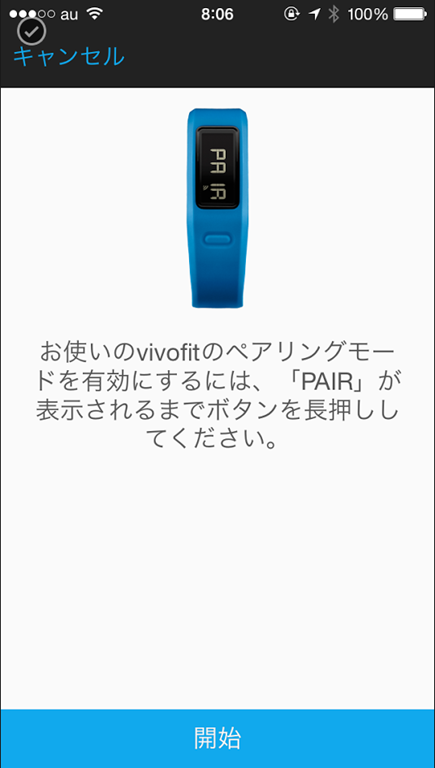 au 8:06 100%
キャンセル
PAIR
お使いのvivofitのペアリングモー
ドを有効にするには、「PAIR」が
表示されるまでボタンを長押しし
てください。
開始